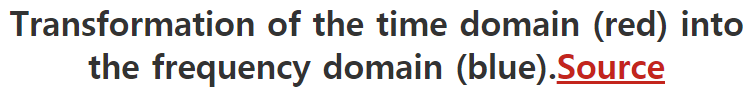 Transformation of the time domain (red) into
the frequency domain (blue).Source